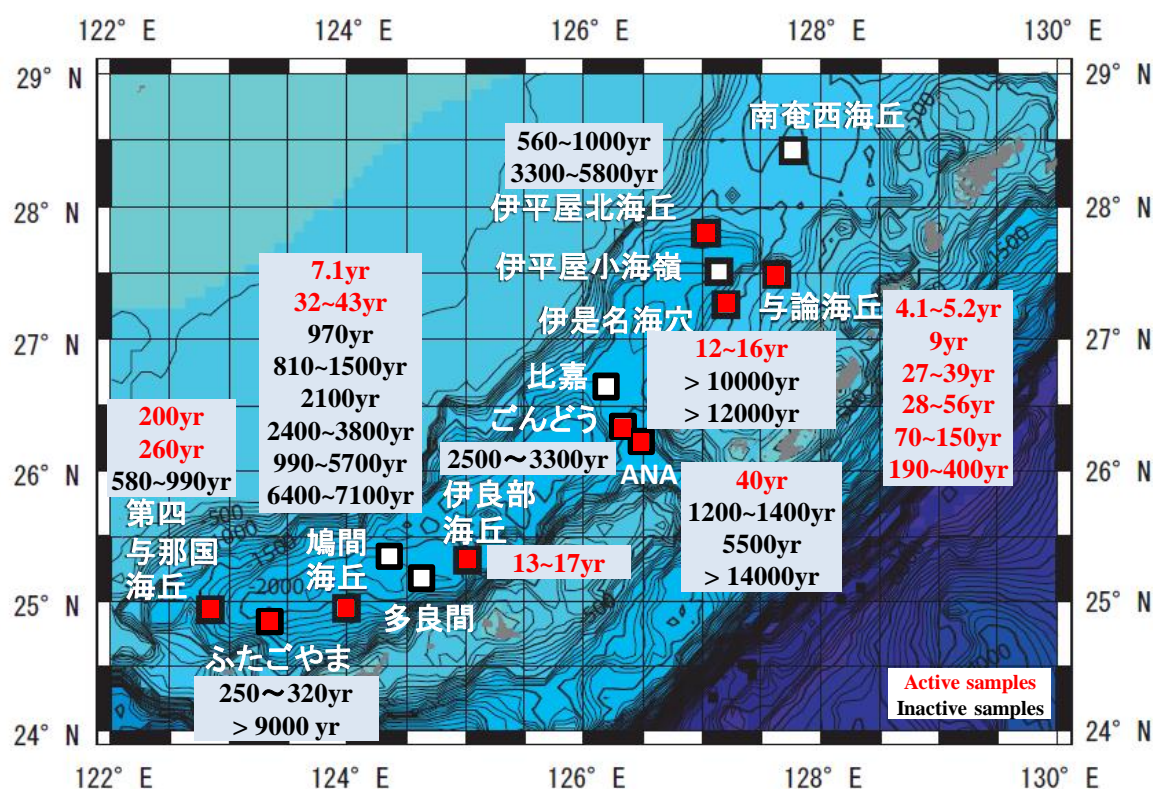 122° E
124° E
126° E
128° E
130° E
29° N
29° N
南奄西海丘
560~1000yr
3300~5800yr
28° N
28° N
伊平屋北海丘
伊平屋小海嶺
7.1yr
32~43yr
970yr
810~1500yr
2100yr
2400~3800yr
990~5700yr
6400~7100yr
伊是名海穴
与論海丘
4.1~5.2yr
9yr
27~39yr
28~56yr
70~150yr
190~400yr
27° N
27° N
12~16yr
> 10000yr
> 12000yr
比嘉
ごんどう
200yr
260yr
580~990yr
2500～3300yr
ANA
26° N
26° N
40yr
1200~1400yr
5500yr
> 14000yr
第四
与那国
海丘
伊良部
海丘
13~17yr
鳩間
海丘
多良間
25° N
25° N
ふたごやま
250～320yr
> 9000 yr
Active samples
Inactive samples
24° N
24° N
122° E
124° E
126° E
128° E
130° E
500
1500
2000
1500
500
500